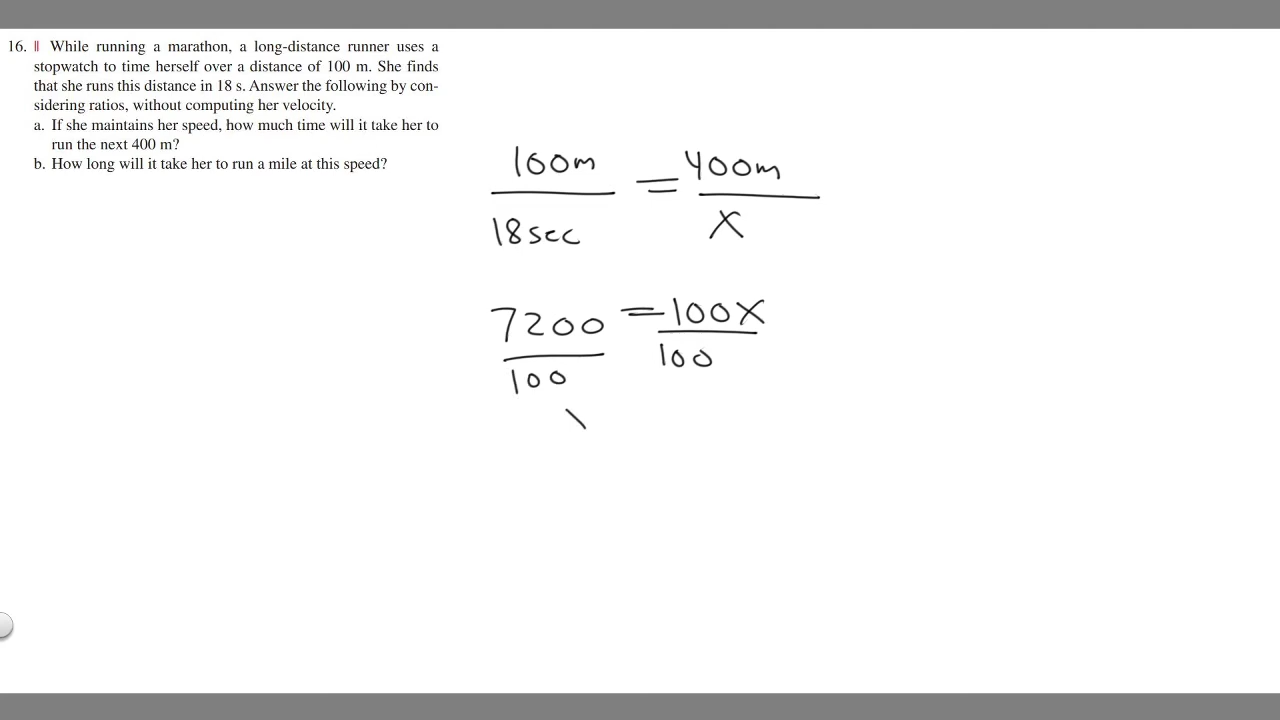 16. || While running a marathon, a long-distance runner uses a
stopwatch to time herself over a distance of 100 m. She finds
that she runs this distance in 18 s. Answer the following by con-
sidering ratios, without computing her velocity.
a. If she maintains her speed, how much time will it take her to
run the next 400 m?
b. How long will it take her to run a mile at this speed?
100m = 400m
18sec X
7200 = 100X
100 100